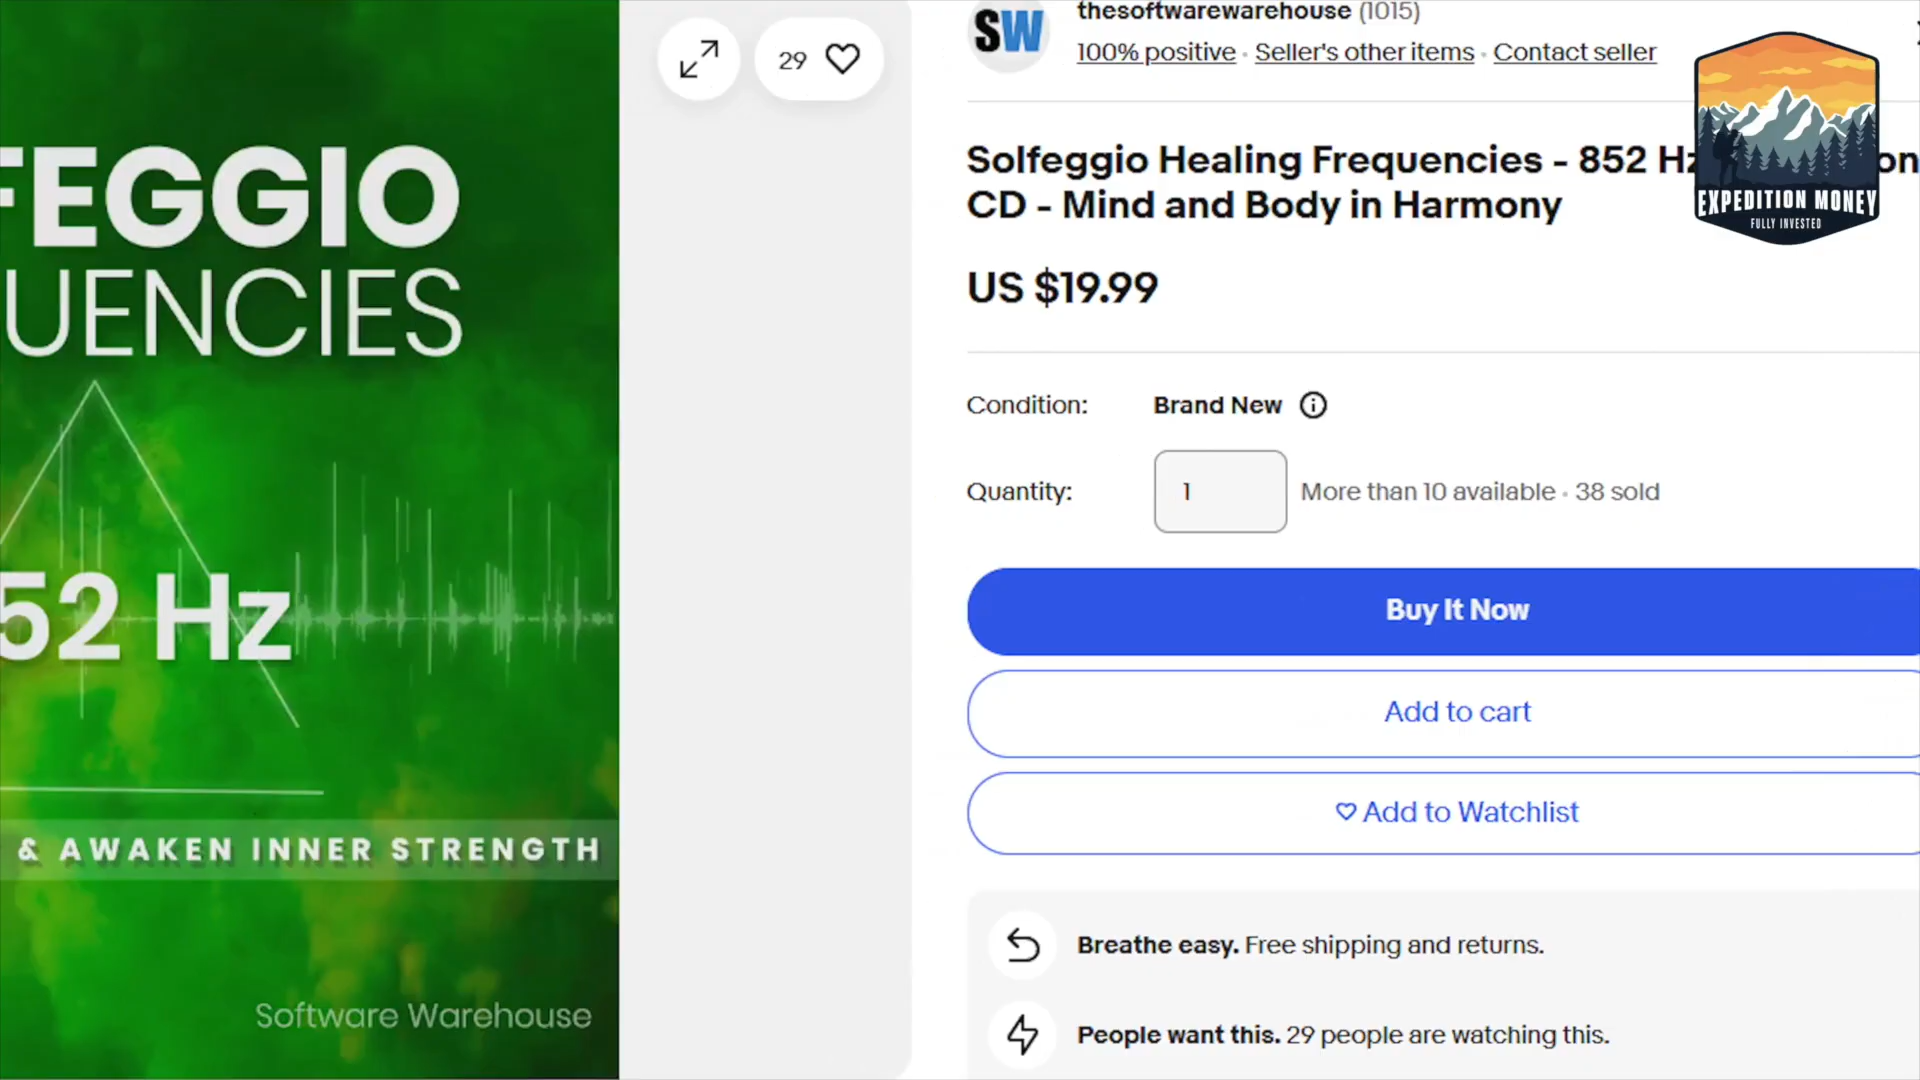 FEGGIO
UENCIES
52 Hz
& AWAKEN INNER STRENGTH
Software Warehouse
29
SW
thesoftwarewarehouse (1015)
100% positive · Seller's other items · Contact seller
Solfeggio Healing Frequencies - 852 Hz on
CD - Mind and Body in Harmony
EXPEDITION MONEY
FULLY INVESTED
US $19.99
Condition: Brand New
Quantity: 1 More than 10 available · 38 sold
Buy It Now
Add to cart
Add to Watchlist
Breathe easy. Free shipping and returns.
People want this. 29 people are watching this.